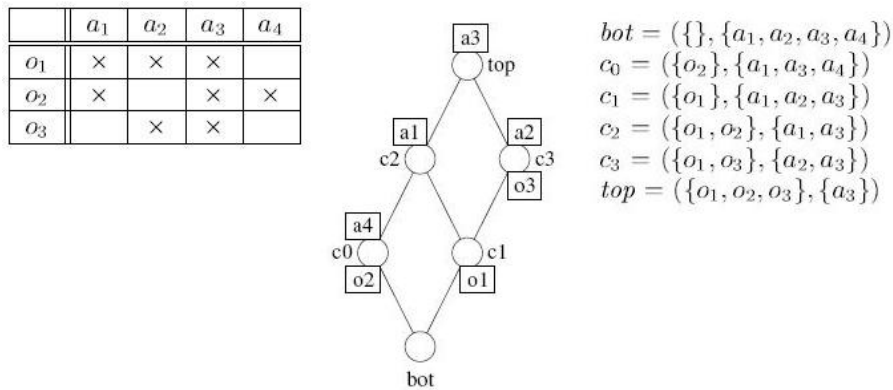 a₁ a₂ a₃ a₄
o₁ × × ×
o₂ × × ×
o₃ × ×
a3
top
a1 a2
c2 c3
o3
a4
c0 c1
o2 o1
bot
bot = ({}, {a₁, a₂, a₃, a₄})
c₀ = ({o₂}, {a₁, a₃, a₄})
c₁ = ({o₁}, {a₁, a₂, a₃})
c₂ = ({o₁, o₂}, {a₁, a₃})
c₃ = ({o₁, o₃}, {a₂, a₃})
top = ({o₁, o₂, o₃}, {a₃})